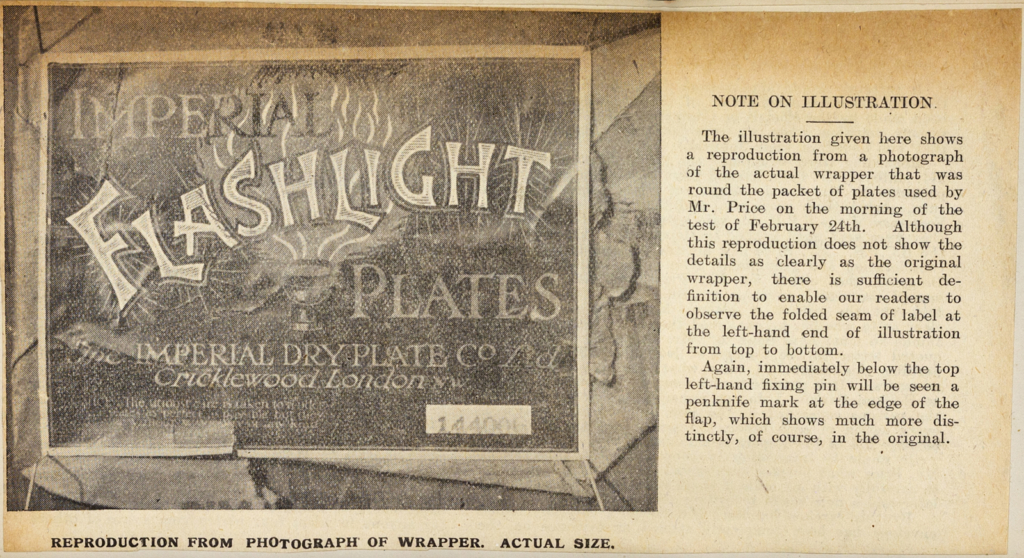 IMPERIAL
FLASHLIGHT
PLATES
The IMPERIAL DRY PLATE Co Ltd
Cricklewood London NW
144006
NOTE ON ILLUSTRATION.
The illustration given here shows
a reproduction from a photograph
of the actual wrapper that was
round the packet of plates used by
Mr. Price on the morning of the
test of February 24th. Although
this reproduction does not show the
details as clearly as the original
wrapper, there is sufficient de-
finition to enable our readers to
observe the folded seam of label at
the left-hand end of illustration
from top to bottom.
Again, immediately below the top
left-hand fixing pin will be seen a
penknife mark at the edge of the
flap, which shows much more dis-
tinctly, of course, in the original.
REPRODUCTION FROM PHOTOGRAPH OF WRAPPER. ACTUAL SIZE.